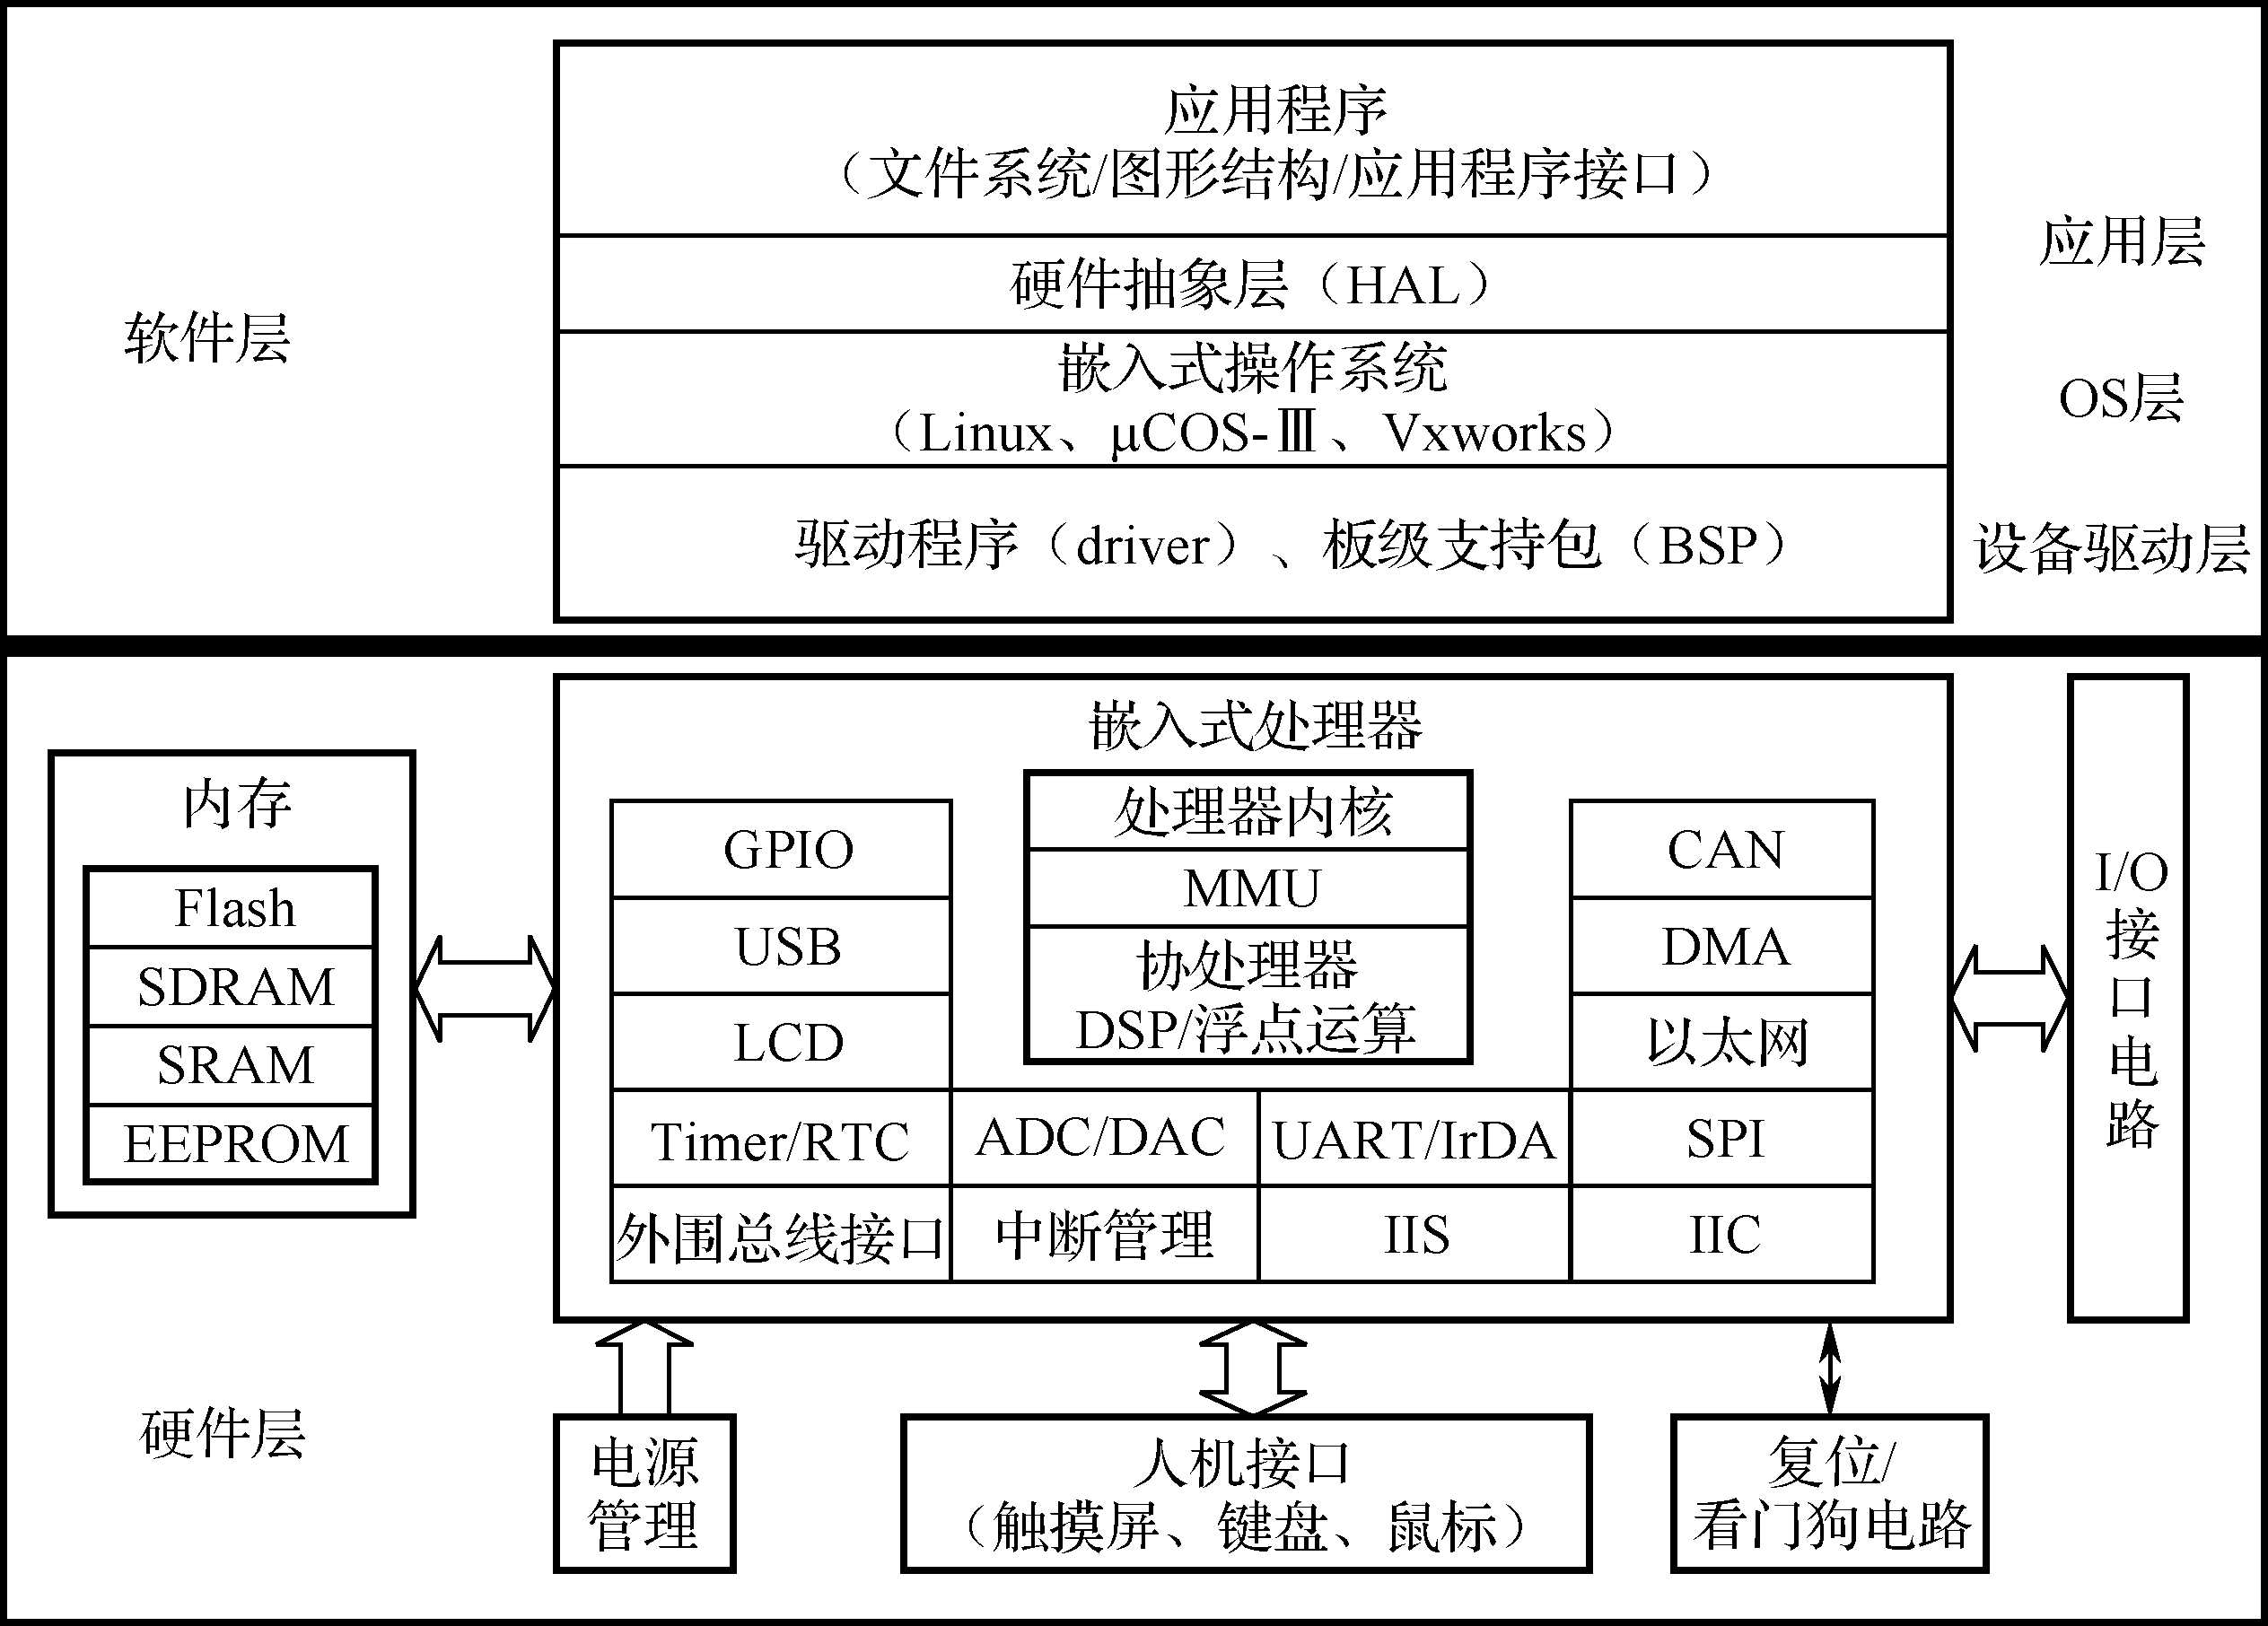 应用程序
（文件系统/图形结构/应用程序接口）
硬件抽象层（HAL）
嵌入式操作系统
（Linux、μCOS-Ⅲ、Vxworks）
驱动程序（driver）、板级支持包（BSP）
软件层
应用层
OS层
设备驱动层
内存
Flash
SDRAM
SRAM
EEPROM
嵌入式处理器
处理器内核
MMU
协处理器
DSP/浮点运算
GPIO
USB
LCD
Timer/RTC
外围总线接口
ADC/DAC
中断管理
UART/IrDA
IIS
CAN
DMA
以太网
SPI
IIC
I/O
接
口
电
路
硬件层
电源
管理
人机接口
（触摸屏、键盘、鼠标）
复位/
看门狗电路